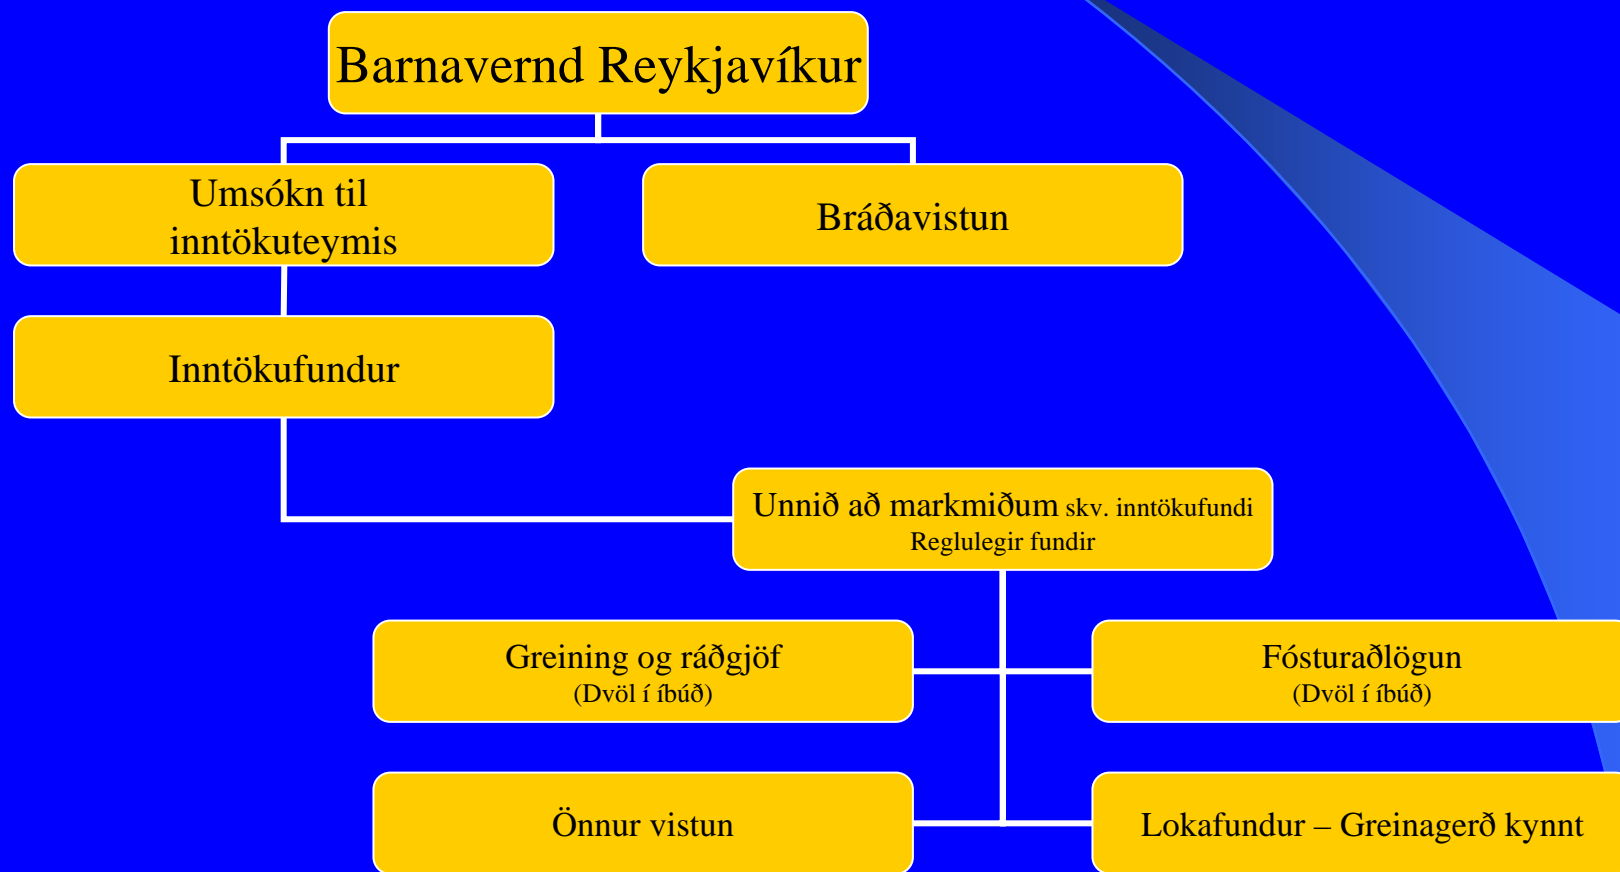 Barnavernd Reykjavíkur
Umsókn til
inntökuteymis
Bráðavistun
Inntökufundur
Unnið að markmiðum skv. inntökufundi
Reglulegir fundir
Greining og ráðgjöf
(Dvöl í íbúð)
Fósturaðlögun
(Dvöl í íbúð)
Önnur vistun
Lokafundur – Greinagerð kynnt